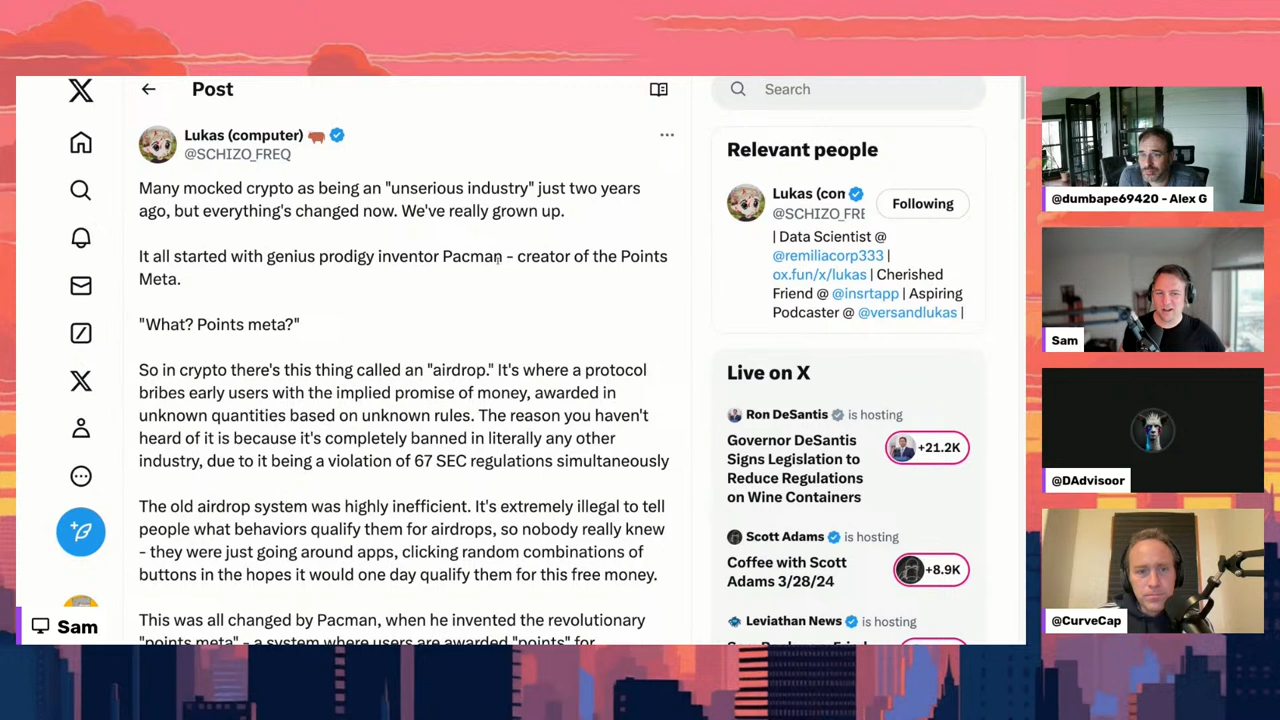 Post
Lukas (computer)
@SCHIZO_FREQ
Many mocked crypto as being an "unserious industry" just two years
ago, but everything's changed now. We've really grown up.
It all started with genius prodigy inventor Pacman - creator of the Points
Meta.
"What? Points meta?"
So in crypto there's this thing called an "airdrop." It's where a protocol
bribes early users with the implied promise of money, awarded in
unknown quantities based on unknown rules. The reason you haven't
heard of it is because it's completely banned in literally any other
industry, due to it being a violation of 67 SEC regulations simultaneously
The old airdrop system was highly inefficient. It's extremely illegal to tell
people what behaviors qualify them for airdrops, so nobody really knew
- they were just going around apps, clicking random combinations of
buttons in the hopes it would one day qualify them for this free money.
This was all changed by Pacman, when he invented the revolutionary
"points meta" - a system where users are awarded "points" for
Sam
Search
Relevant people
Lukas (con
@SCHIZO_FRE
Following
| Data Scientist @
@remiliacorp333 |
ox.fun/x/lukas | Cherished
Friend @ @insrtapp | Aspiring
Podcaster @ @versandlukas |
Live on X
Ron DeSantis is hosting
Governor DeSantis
Signs Legislation to
Reduce Regulations
on Wine Containers
+21.2K
Scott Adams is hosting
Coffee with Scott
Adams 3/28/24
+8.9K
Leviathan News is hosting
@dumbape69420 - Alex G
Sam
@DAdvisoor
@CurveCap